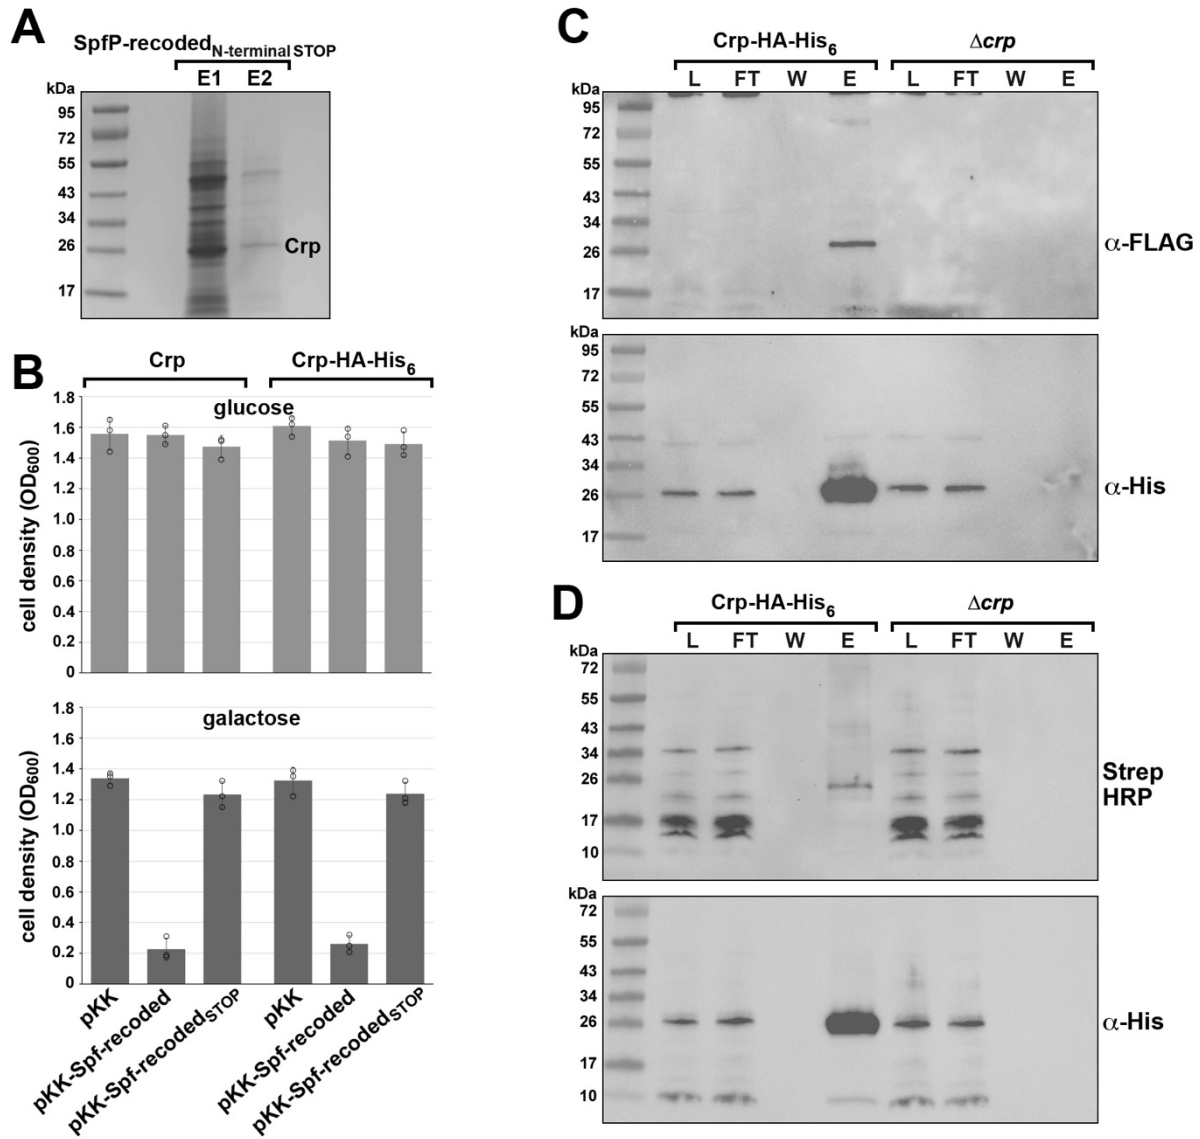 A
SpfP-recoded N-terminal STOP
E1 E2
kDa
95
72
55
43
34
26
17
Crp
B
Crp Crp-HA-His6
glucose
cell density (OD600)
1.8
1.6
1.4
1.2
1.0
0.8
0.6
0.4
0.2
0
galactose
cell density (OD600)
1.8
1.6
1.4
1.2
1.0
0.8
0.6
0.4
0.2
0
pKK
pKK-Spf-recoded
pKK-Spf-recodedSTOP
pKK
pKK-Spf-recoded
pKK-Spf-recodedSTOP
C
Crp-HA-His6 Δcrp
L FT W E L FT W E
kDa
95
72
55
43
34
26
17
α-FLAG
kDa
95
72
55
43
34
26
17
α-His
D
Crp-HA-His6 Δcrp
L FT W E L FT W E
kDa
72
55
43
34
26
17
10
Strep
HRP
kDa
72
55
43
34
26
17
10
α-His